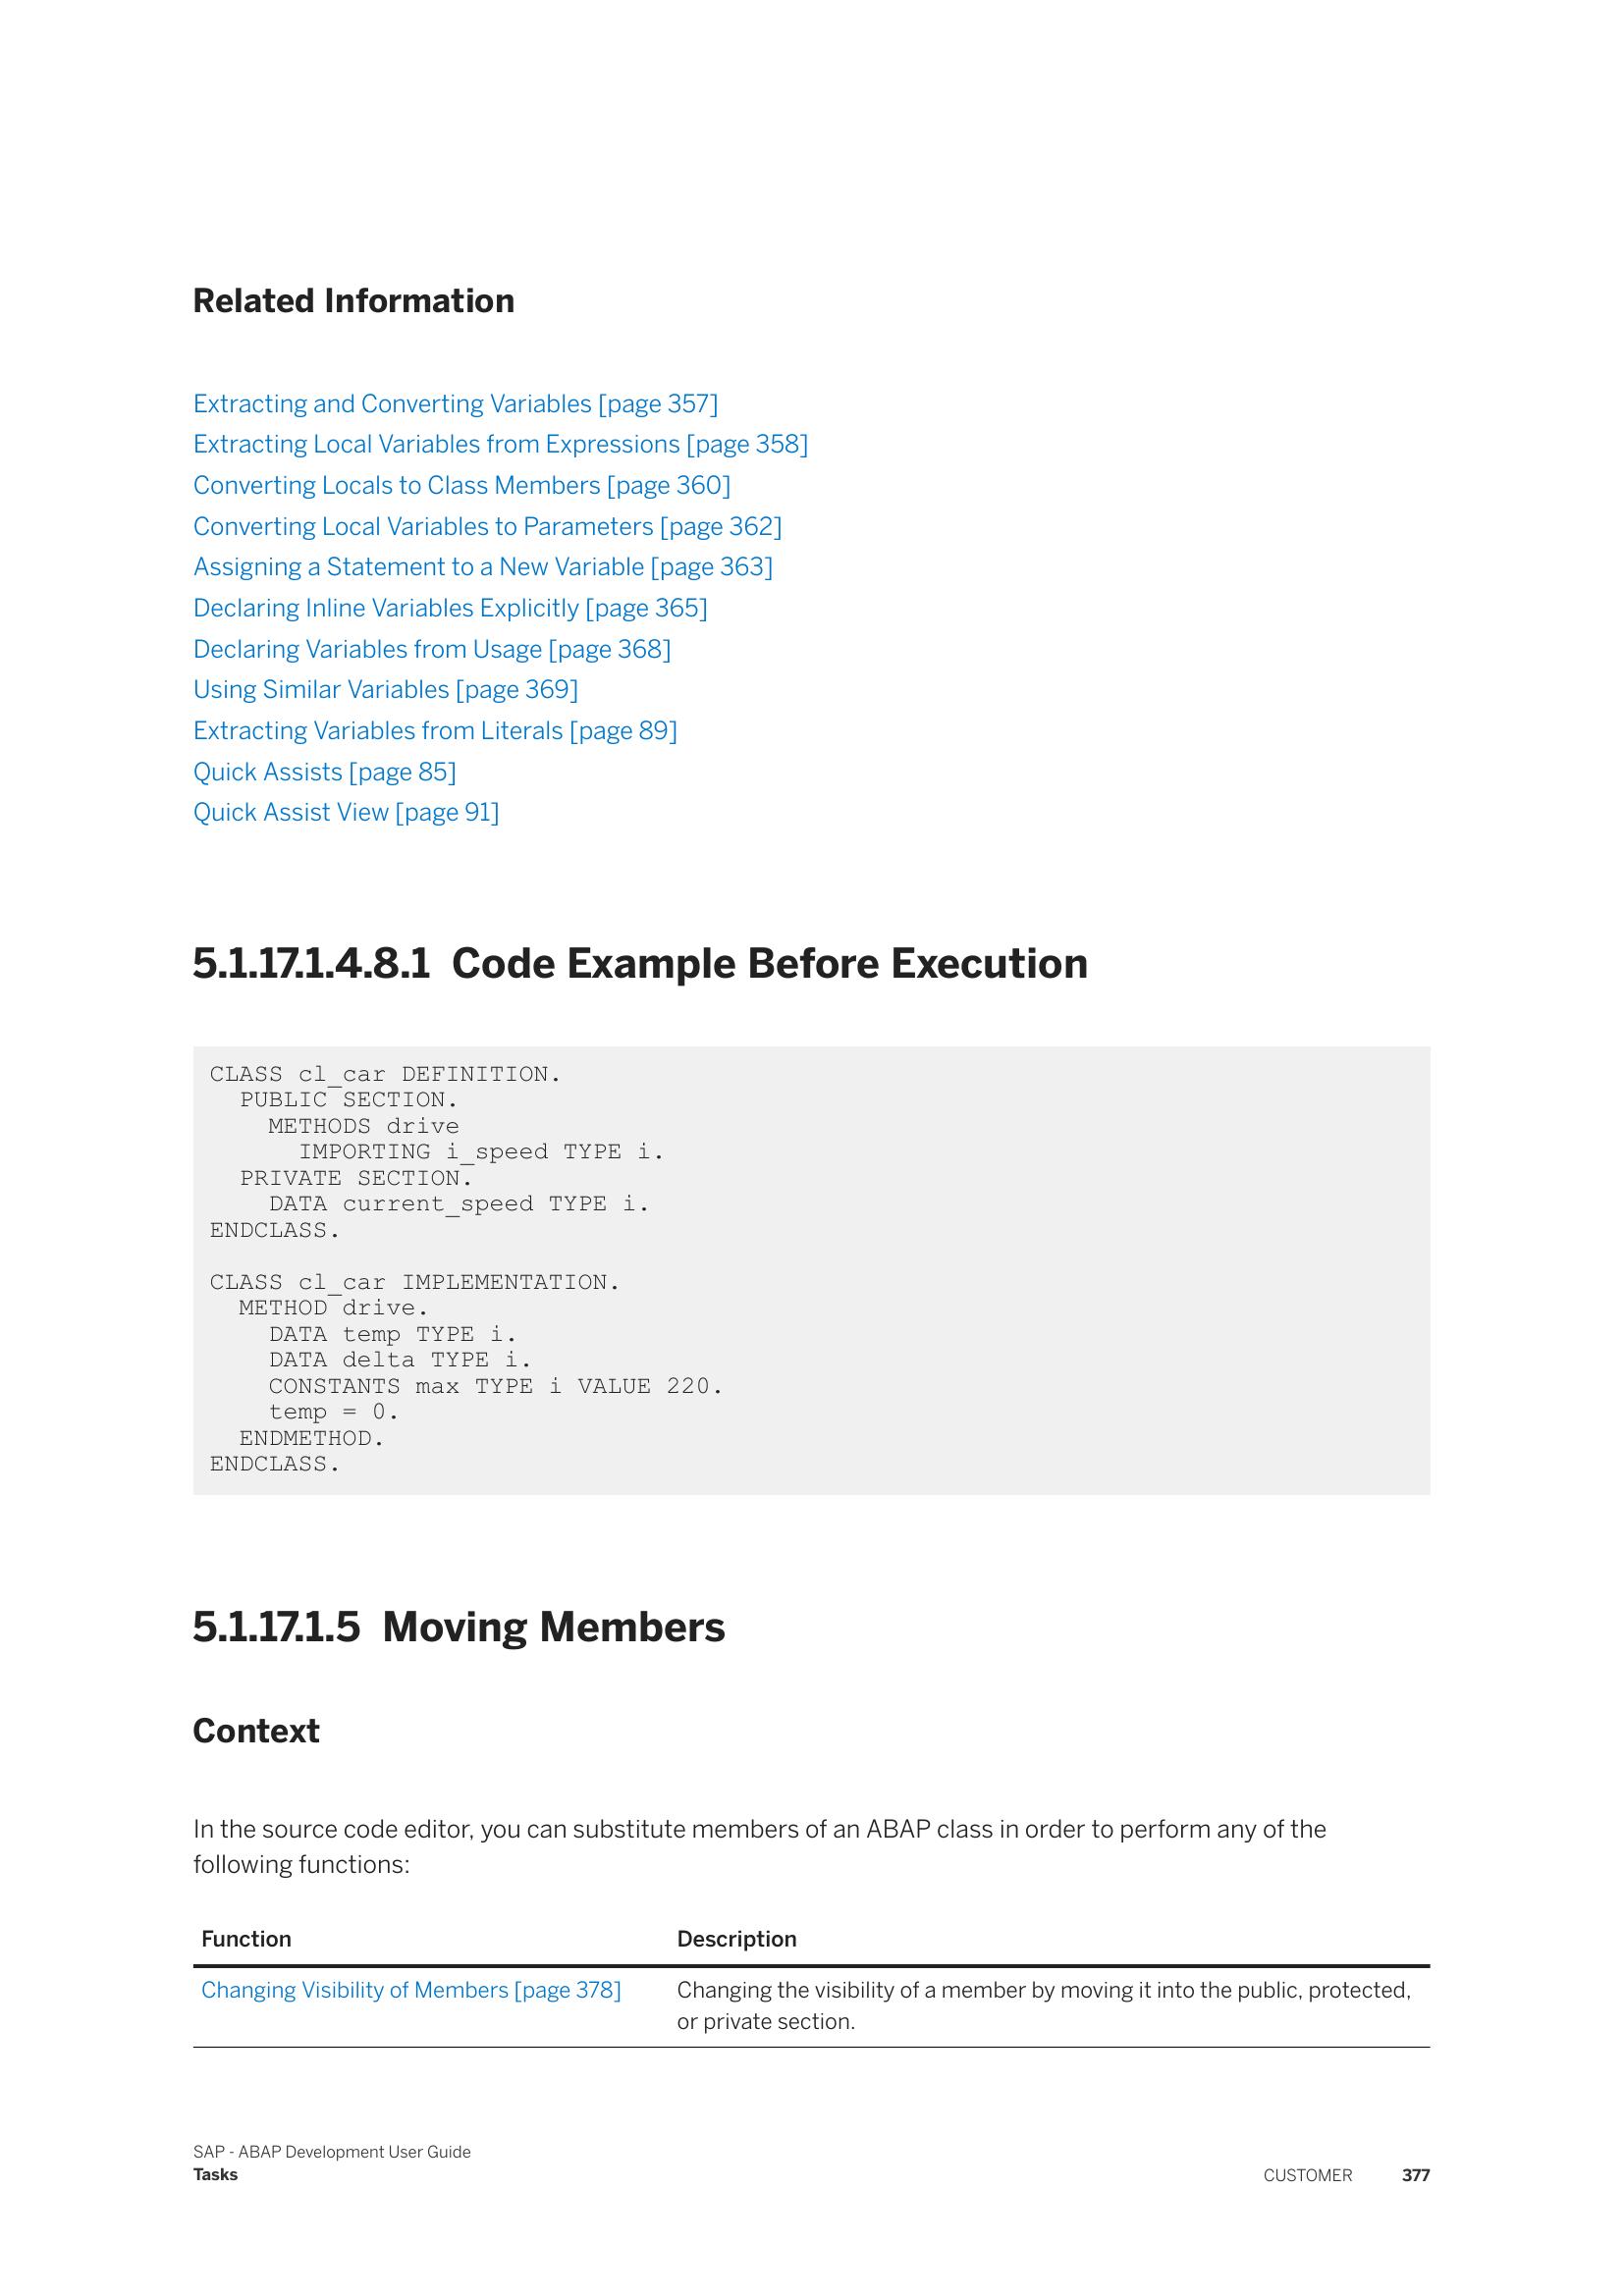 Related Information
Extracting and Converting Variables [page 357]
Extracting Local Variables from Expressions [page 358]
Converting Locals to Class Members [page 360]
Converting Local Variables to Parameters [page 362]
Assigning a Statement to a New Variable [page 363]
Declaring Inline Variables Explicitly [page 365]
Declaring Variables from Usage [page 368]
Using Similar Variables [page 369]
Extracting Variables from Literals [page 89]
Quick Assists [page 85]
Quick Assist View [page 91]
5.1.17.1.4.8.1 Code Example Before Execution
CLASS cl_car DEFINITION.
  PUBLIC SECTION.
    METHODS drive
      IMPORTING i_speed TYPE i.
  PRIVATE SECTION.
    DATA current_speed TYPE i.
ENDCLASS.
CLASS cl_car IMPLEMENTATION.
  METHOD drive.
    DATA temp TYPE i.
    DATA delta TYPE i.
    CONSTANTS max TYPE i VALUE 220.
    temp = 0.
  ENDMETHOD.
ENDCLASS.
5.1.17.1.5 Moving Members
Context
In the source code editor, you can substitute members of an ABAP class in order to perform any of the
following functions:
Function Description
Changing Visibility of Members [page 378] Changing the visibility of a member by moving it into the public, protected,
or private section.
SAP - ABAP Development User Guide
Tasks CUSTOMER 377